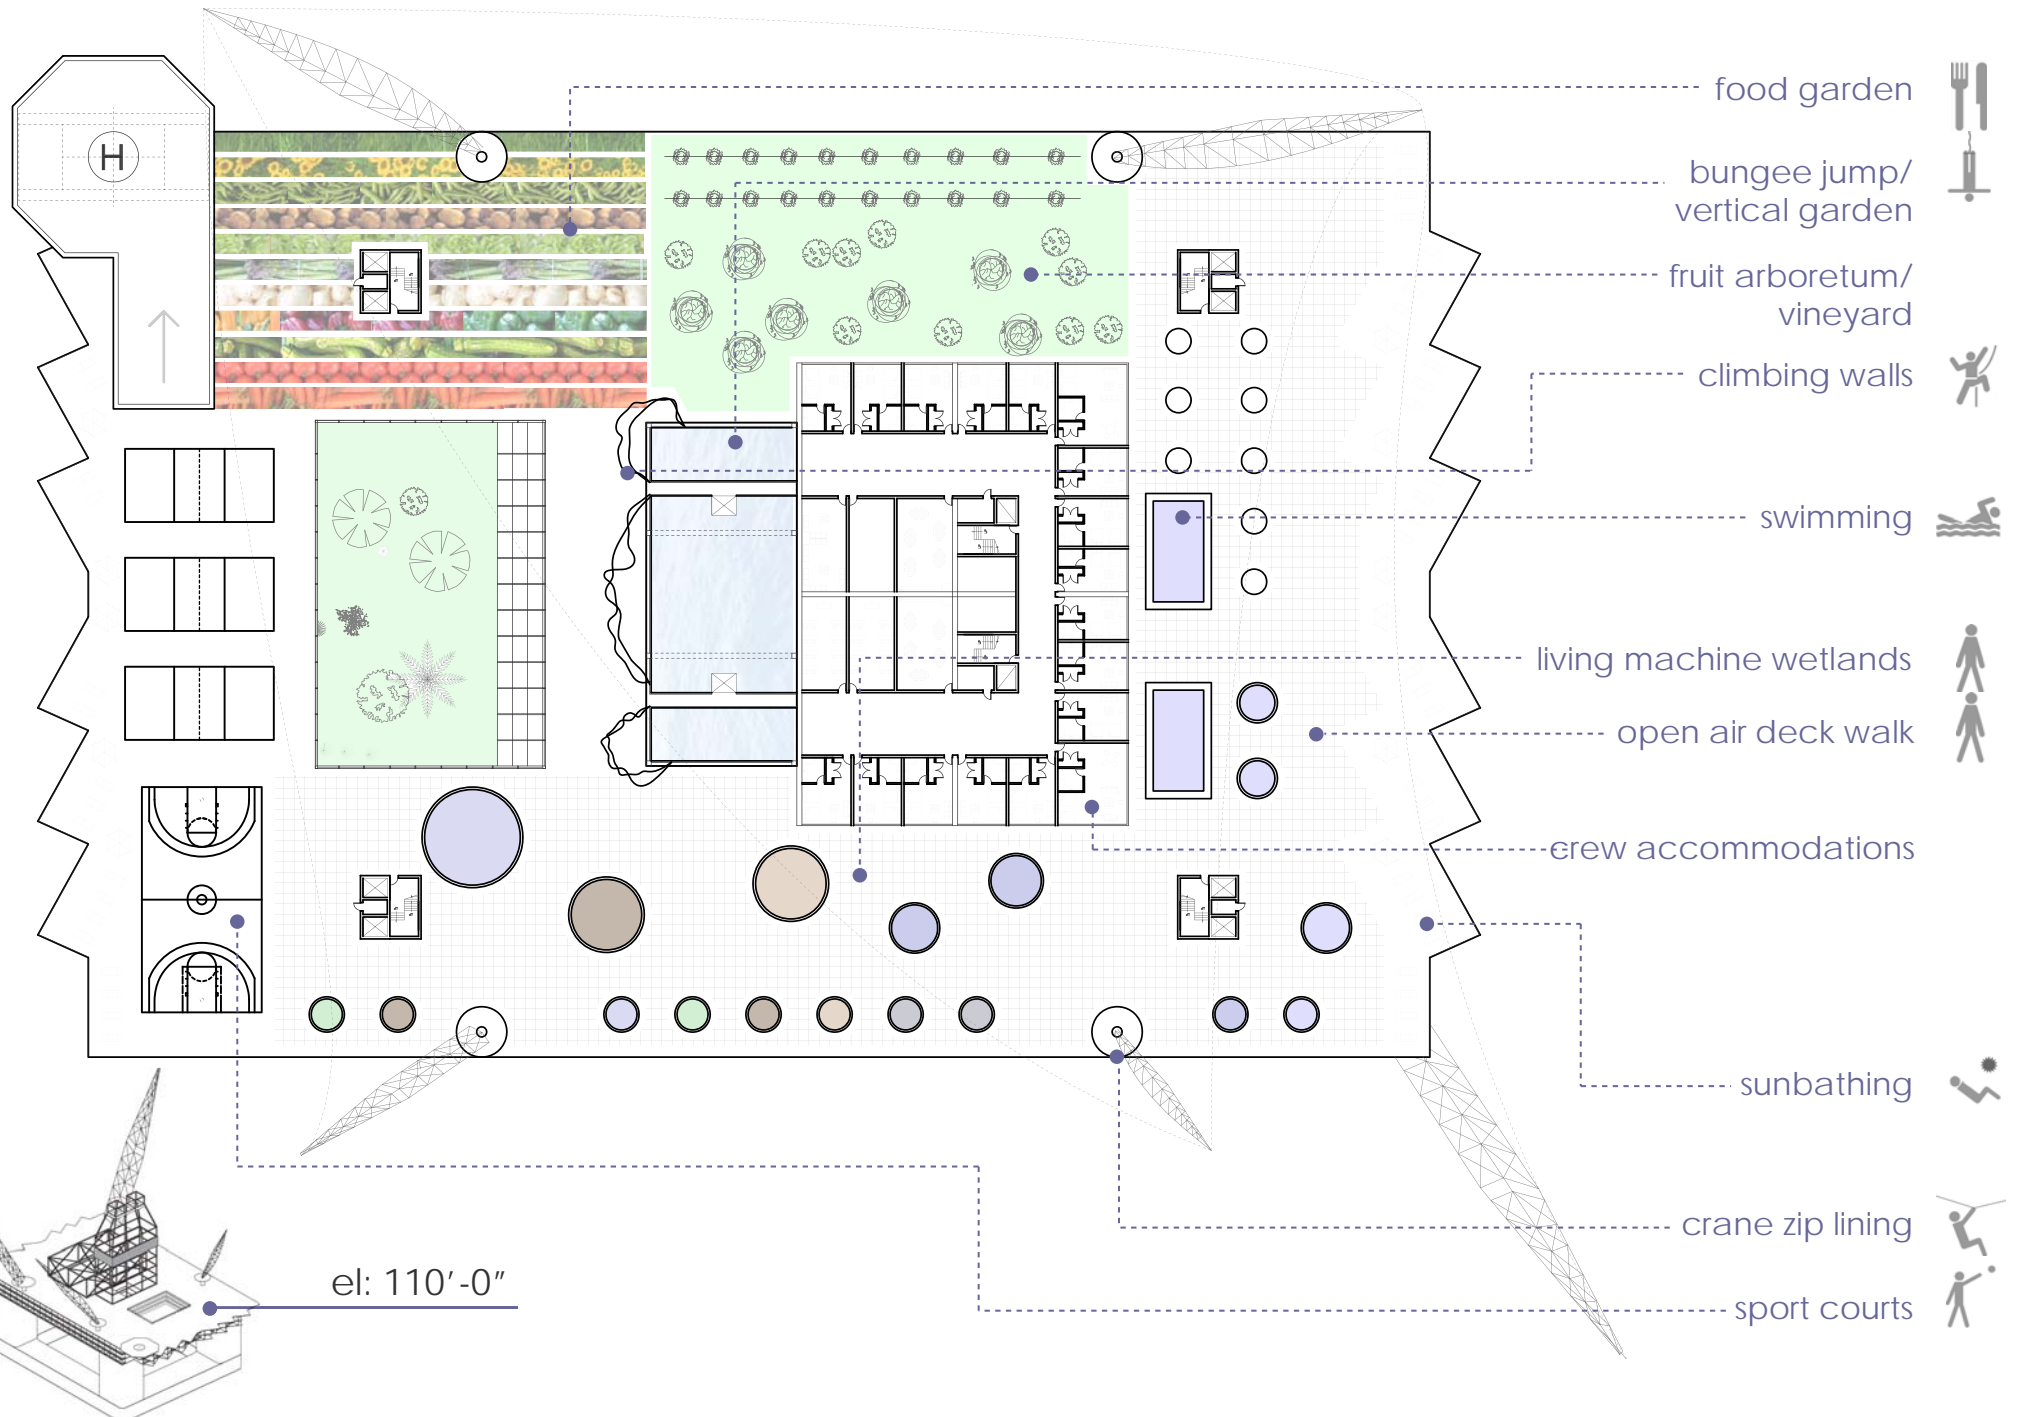 H
food garden
bungee jump/
vertical garden
fruit arboretum/
vineyard
climbing walls
swimming
living machine wetlands
open air deck walk
crew accommodations
sunbathing
crane zip lining
sport courts
el: 110'-0"